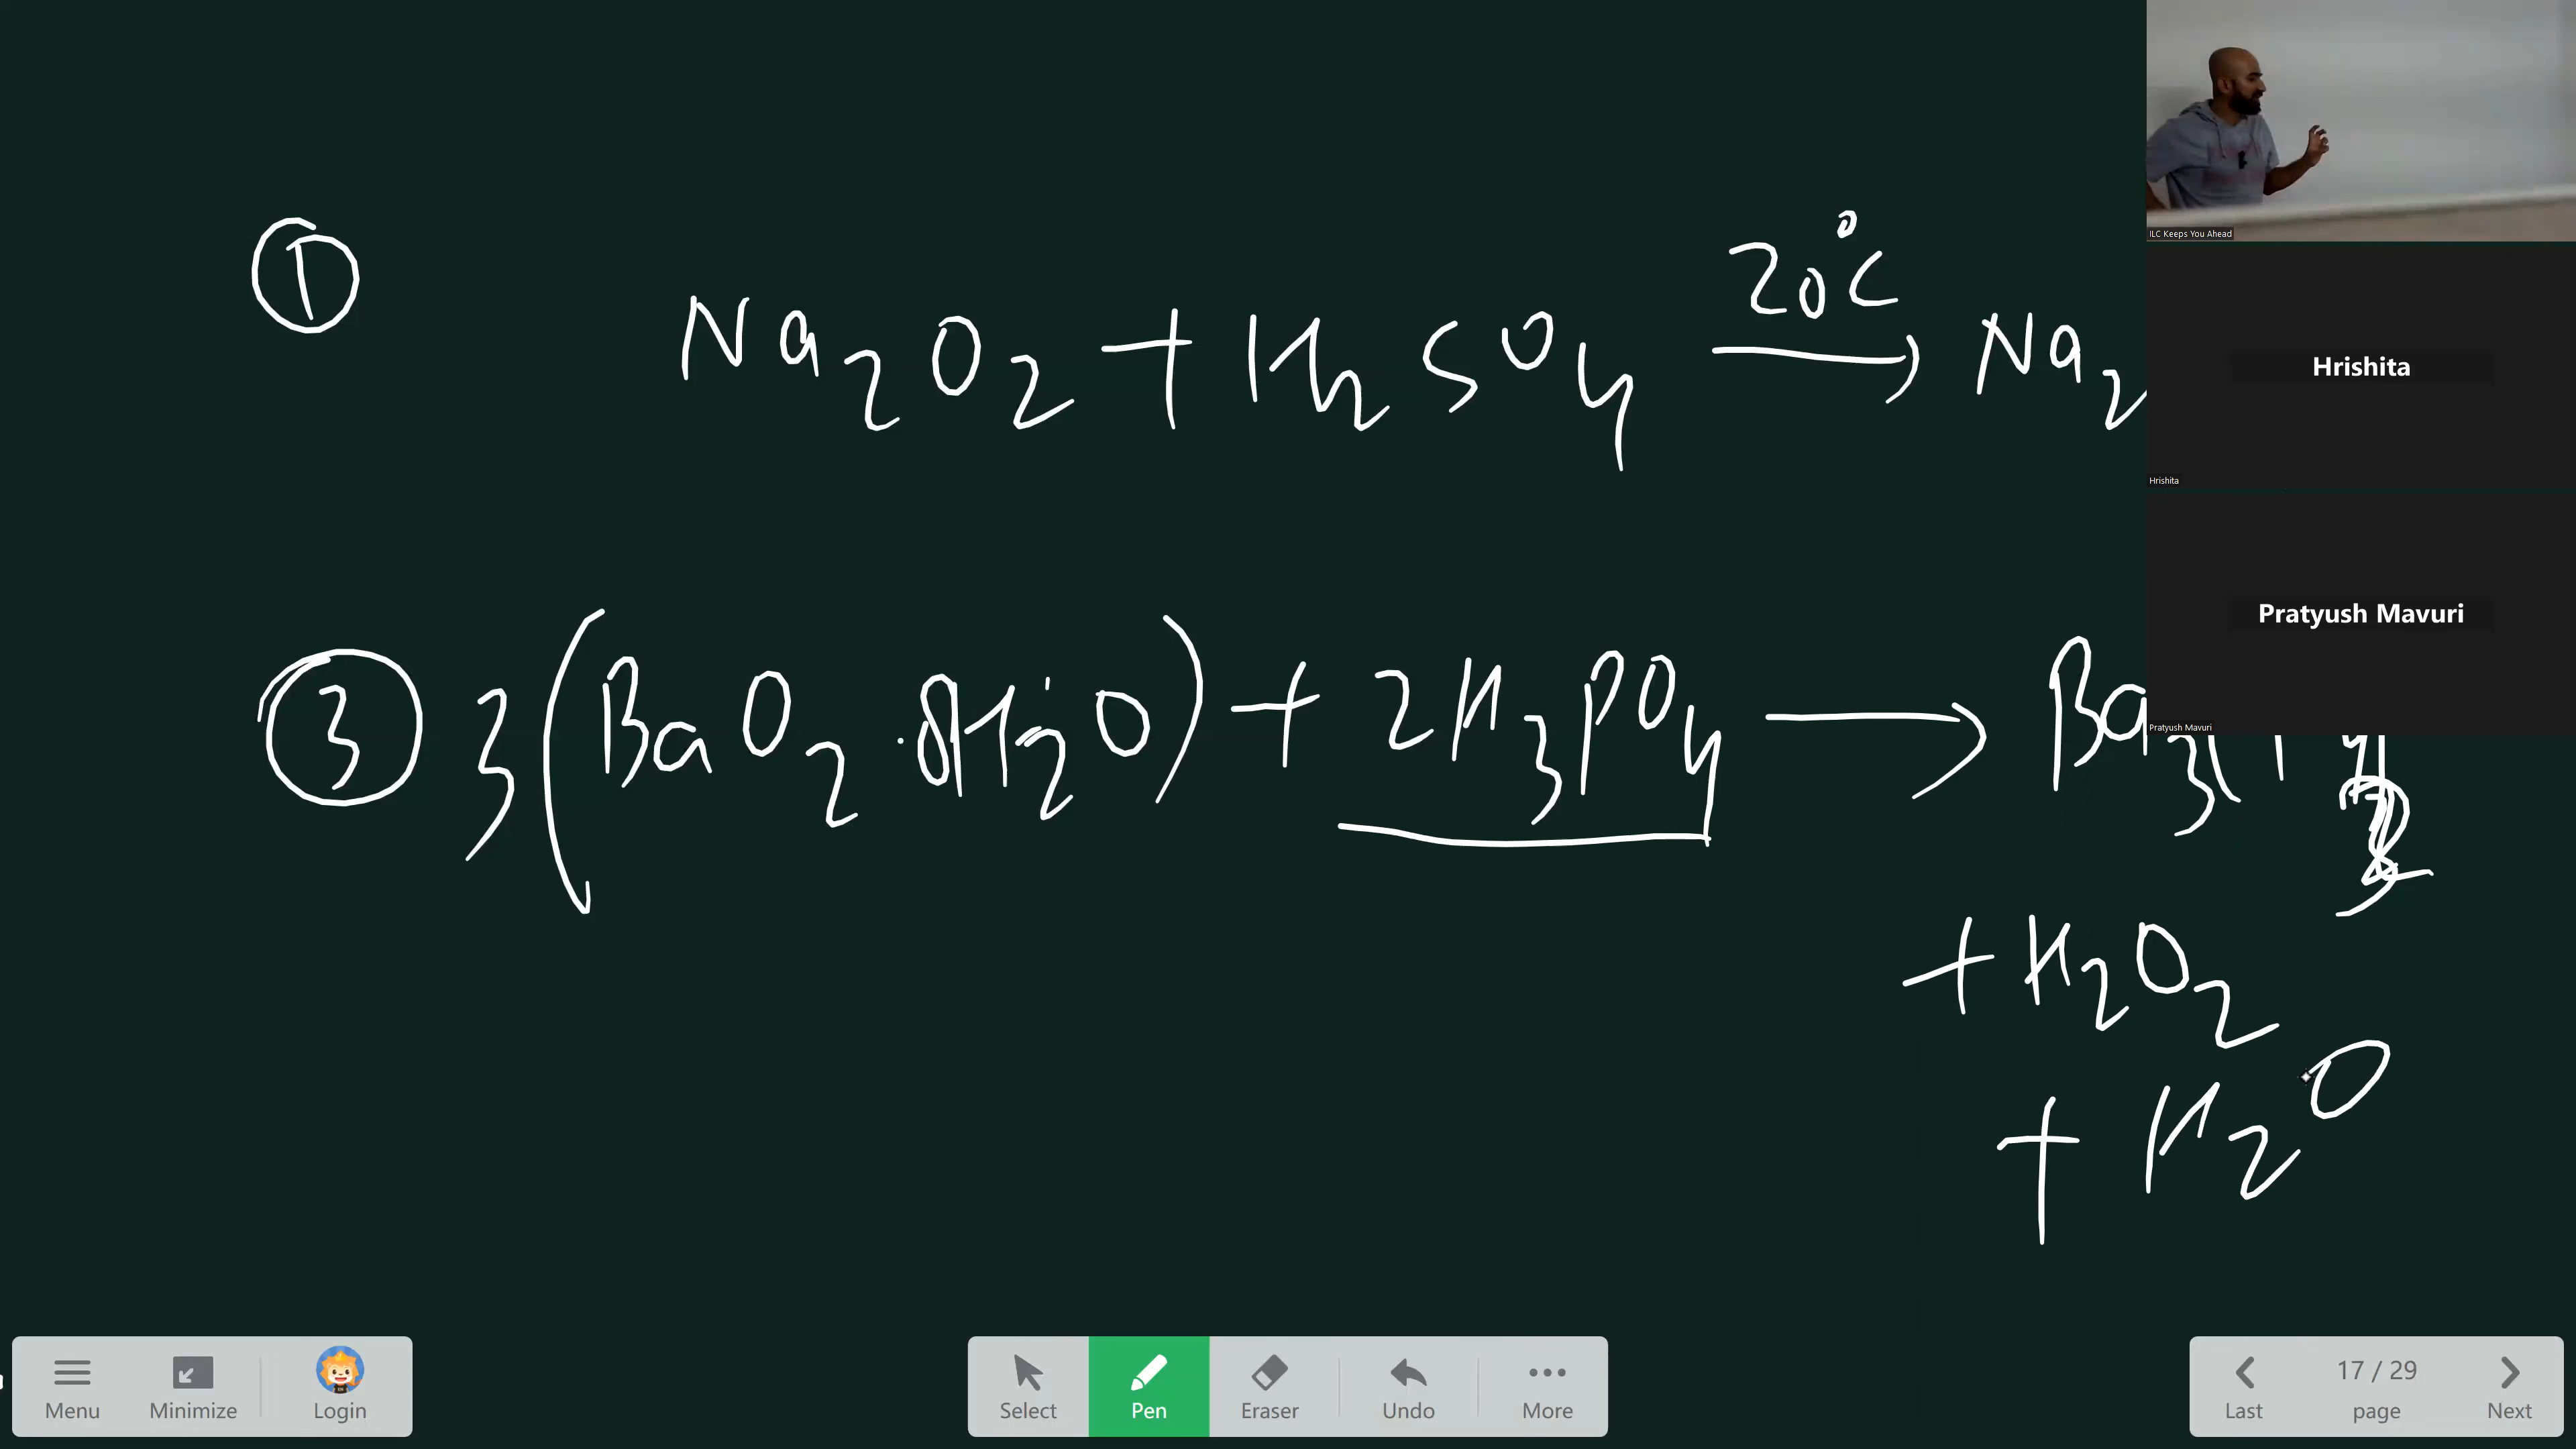 ILC Keeps You Ahead
① Na₂O₂ + H₂SO₄ 20°C → Na₂
Hrishita
Hrishita
Pratyush Mavuri
Pratyush Mavuri
③ 3(BaO₂·8H₂O) + 2H₃PO₄ → Ba₃(
+ H₂O₂
+ H₂O
Menu Minimize Login Select Pen Eraser Undo More Last 17 / 29 page Next